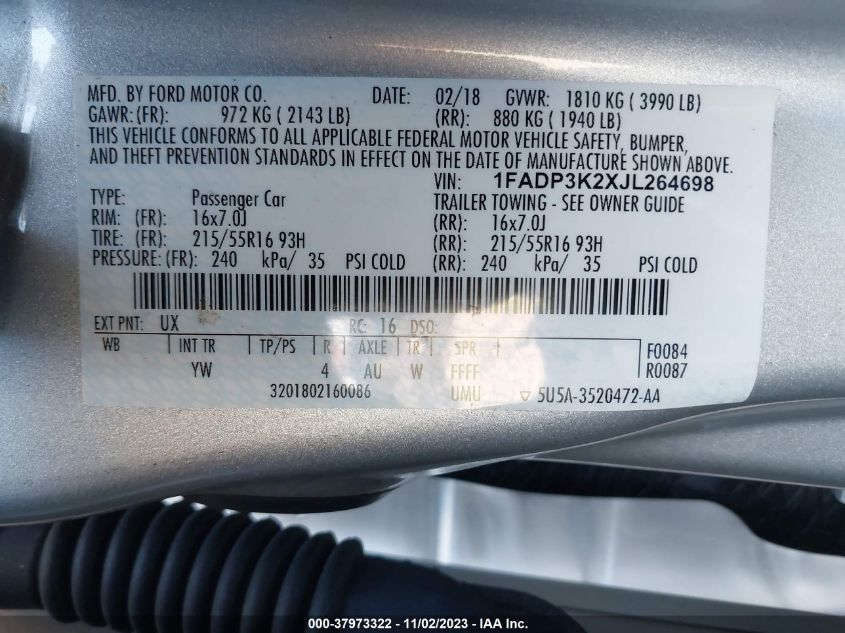 MFD. BY FORD MOTOR CO. DATE: 02/18 GVWR: 1810 KG ( 3990 LB)
GAWR:(FR): 972 KG ( 2143 LB) (RR): 880 KG ( 1940 LB)
THIS VEHICLE CONFORMS TO ALL APPLICABLE FEDERAL MOTOR VEHICLE SAFETY, BUMPER,
AND THEFT PREVENTION STANDARDS IN EFFECT ON THE DATE OF MANUFACTURE SHOWN ABOVE.
VIN: 1FADP3K2XJL264698
TYPE: Passenger Car TRAILER TOWING - SEE OWNER GUIDE
RIM: (FR): 16x7.0J (RR): 16x7.0J
TIRE: (FR): 215/55R16 93H (RR): 215/55R16 93H
PRESSURE: (FR): 240 kPa/ 35 PSI COLD (RR): 240 kPa/ 35 PSI COLD
EXT PNT: UX RC: 16 DSO:
WB INT TR TP/PS R AXLE TR SPR F0084
YW 4 AU W FFFF R0087
3201802160086 UMU 5U5A-3520472-AA
000-37973322 - 11/02/2023 - IAA Inc.